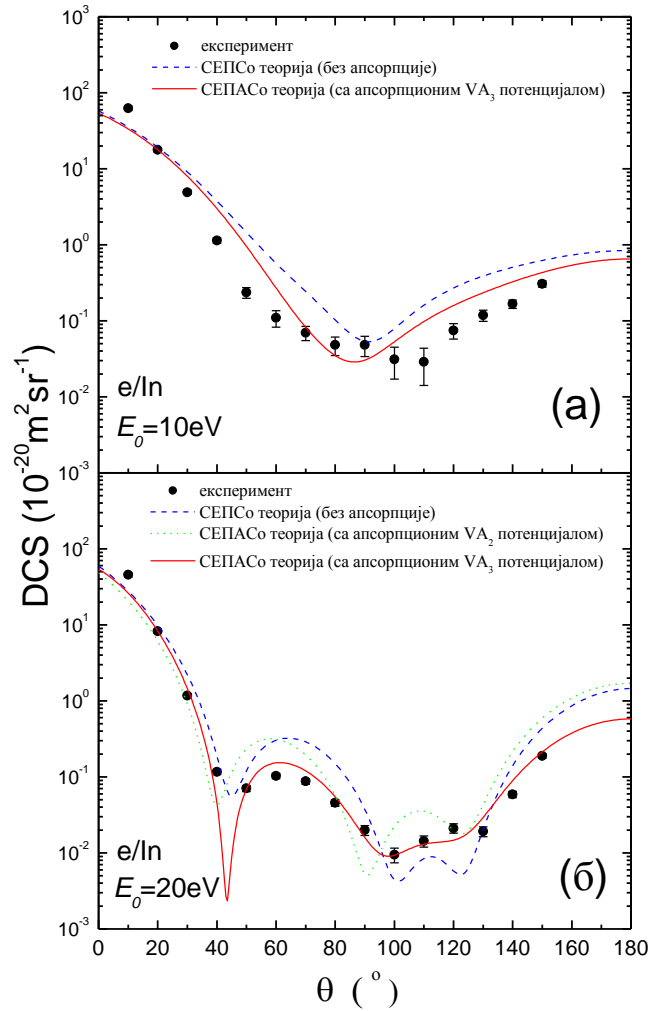 експеримент
СЕПСо теорија (без апсорпције)
СЕПАСо теорија (са апсорпционим VA₃ потенцијалом)
10³
10²
10¹
10⁰
10⁻¹
10⁻²
10⁻³
e/In
E₀=10eV
(а)
експеримент
СЕПСо теорија (без апсорпције)
СЕПАСо теорија (са апсорпционим VA₂ потенцијалом)
СЕПАСо теорија (са апсорпционим VA₃ потенцијалом)
10²
10¹
10⁰
10⁻¹
10⁻²
10⁻³
e/In
E₀=20eV
(б)
DCS (10⁻²⁰m²sr⁻¹)
0 20 40 60 80 100 120 140 160 180
θ (°)